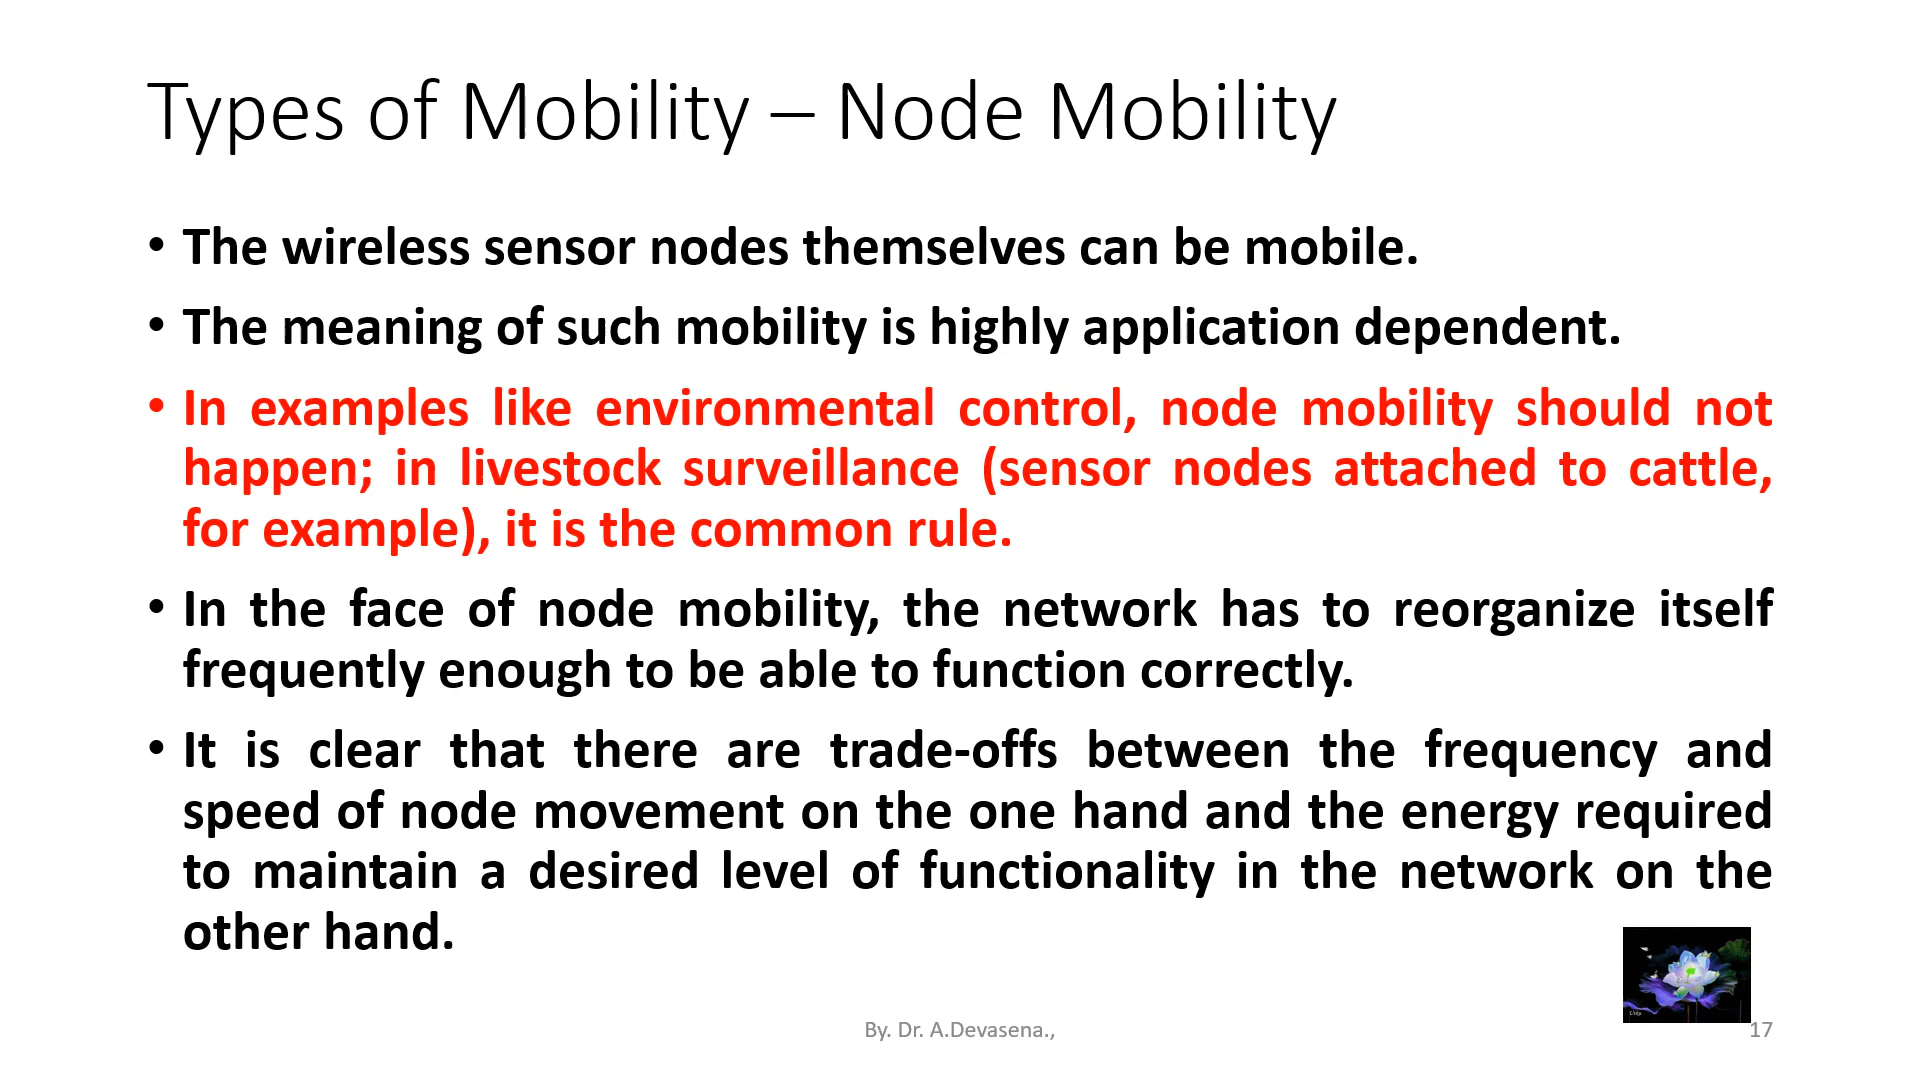 Types of Mobility – Node Mobility
• The wireless sensor nodes themselves can be mobile.
• The meaning of such mobility is highly application dependent.
• In examples like environmental control, node mobility should not
happen; in livestock surveillance (sensor nodes attached to cattle,
for example), it is the common rule.
• In the face of node mobility, the network has to reorganize itself
frequently enough to be able to function correctly.
• It is clear that there are trade-offs between the frequency and
speed of node movement on the one hand and the energy required
to maintain a desired level of functionality in the network on the
other hand.
By. Dr. A.Devasena.,
17